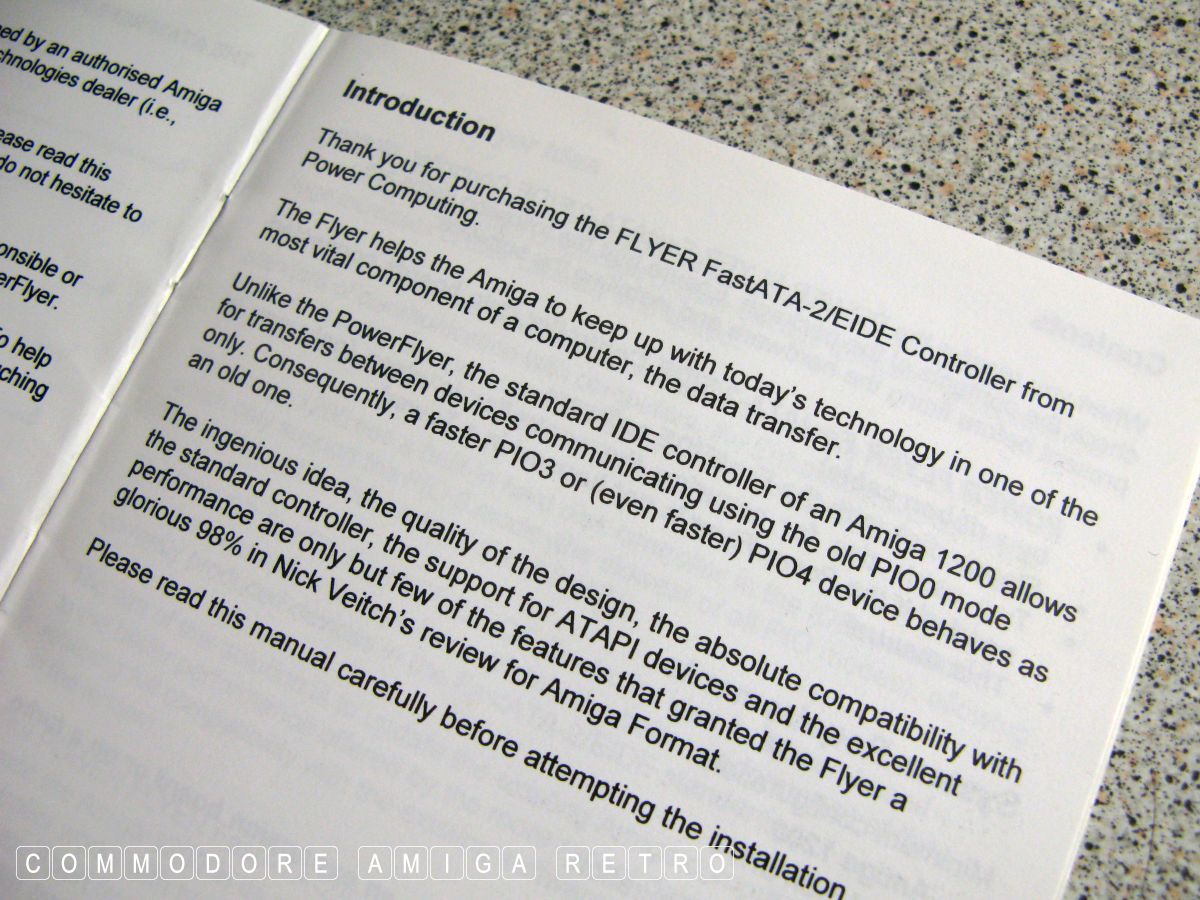 ned by an authorised Amiga
chnologies dealer (i.e.,
ease read this
do not hesitate to
onsible or
erFlyer.
o help
ching
Introduction
Thank you for purchasing the FLYER FastATA-2/EIDE Controller from
Power Computing.
The Flyer helps the Amiga to keep up with today's technology in one of the
most vital component of a computer, the data transfer.
Unlike the PowerFlyer, the standard IDE controller of an Amiga 1200 allows
for transfers between devices communicating using the old PIO0 mode
only. Consequently, a faster PIO3 or (even faster) PIO4 device behaves as
an old one.
The ingenious idea, the quality of the design, the absolute compatibility with
the standard controller, the support for ATAPI devices and the excellent
performance are only but few of the features that granted the Flyer a
glorious 98% in Nick Veitch's review for Amiga Format.
Please read this manual carefully before attempting the installation
COMMODORE AMIGA RETRO